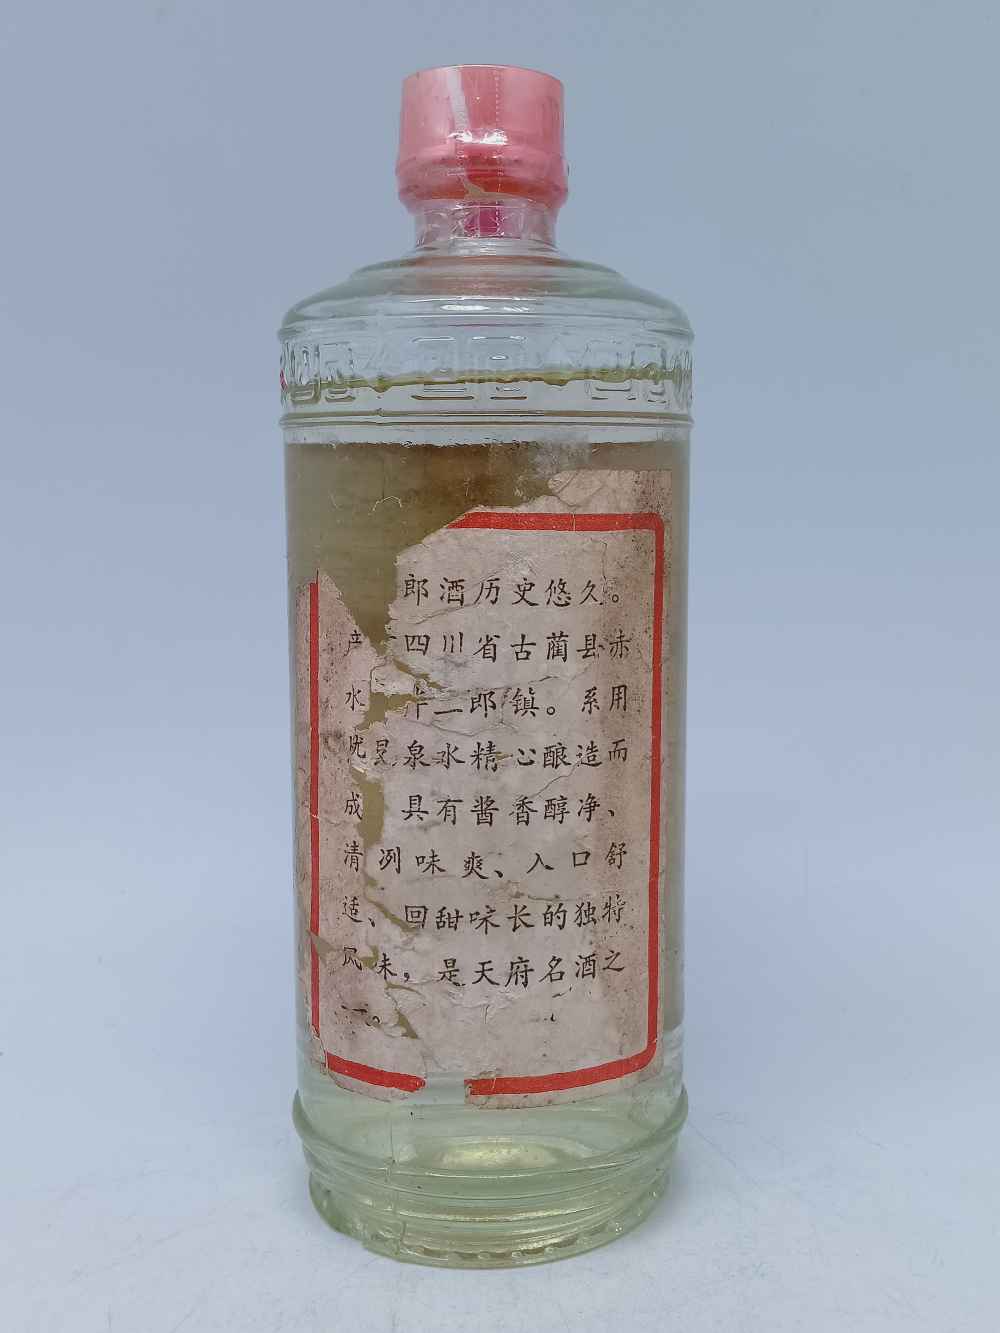 郎酒历史悠久。
产 四川省古蔺县赤
水 二郎镇。系用
泉水精心酿造而
成 具有酱香醇净、
清冽味爽、入口舒
适、回甜味长的独特
风味，是天府名酒之
一。